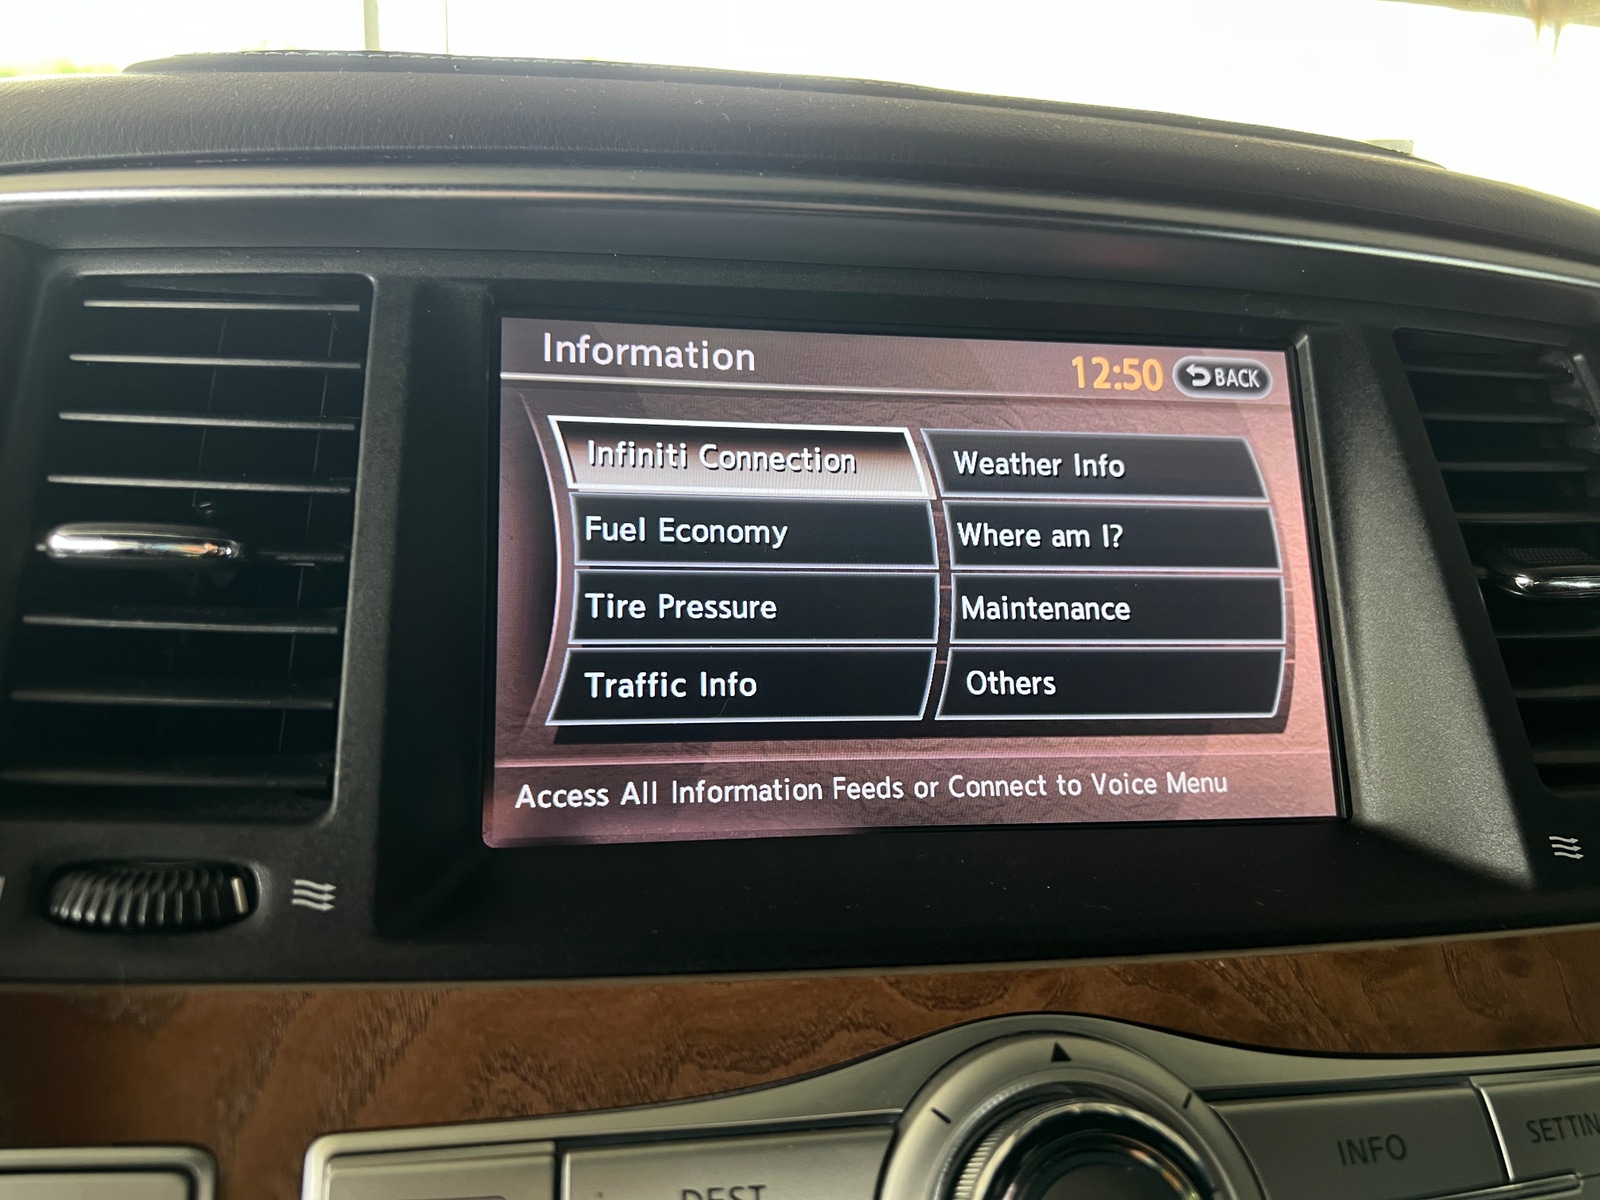 Information
12:50 BACK
Infiniti Connection
Weather Info
Fuel Economy
Where am I?
Tire Pressure
Maintenance
Traffic Info
Others
Access All Information Feeds or Connect to Voice Menu
INFO
DEST